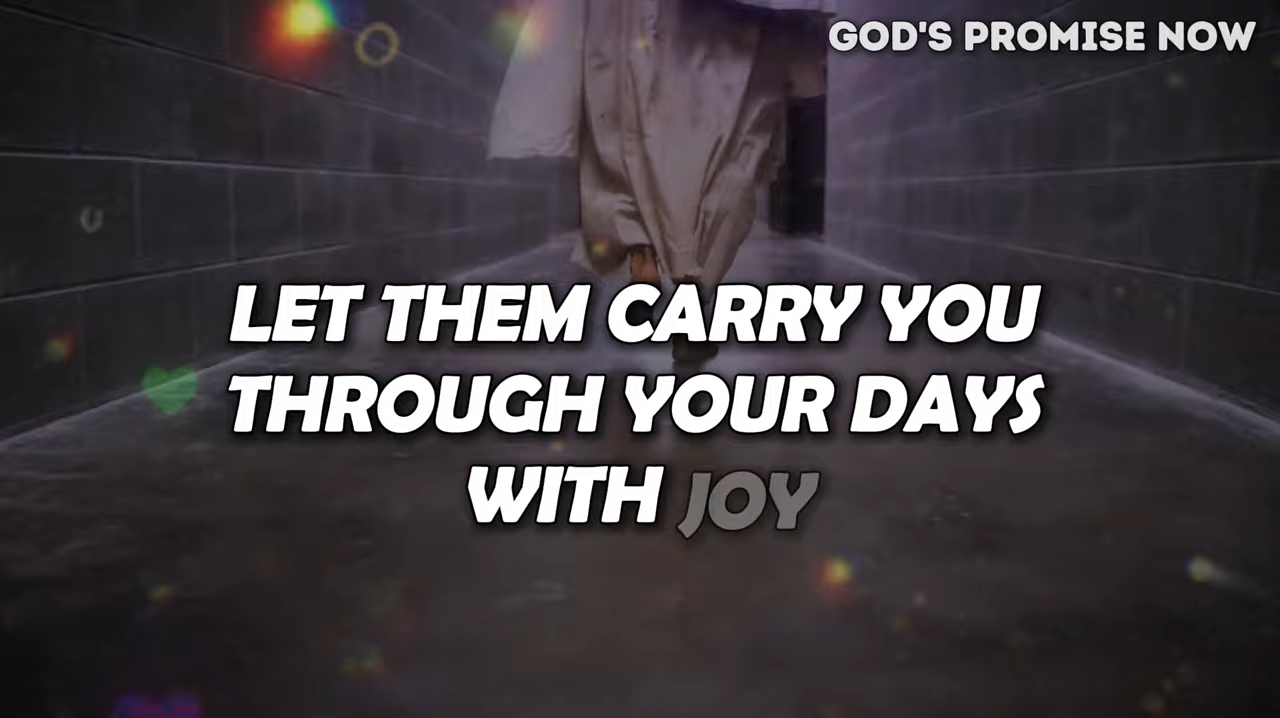 GOD'S PROMISE NOW
LET THEM CARRY YOU
THROUGH YOUR DAYS
WITH JOY